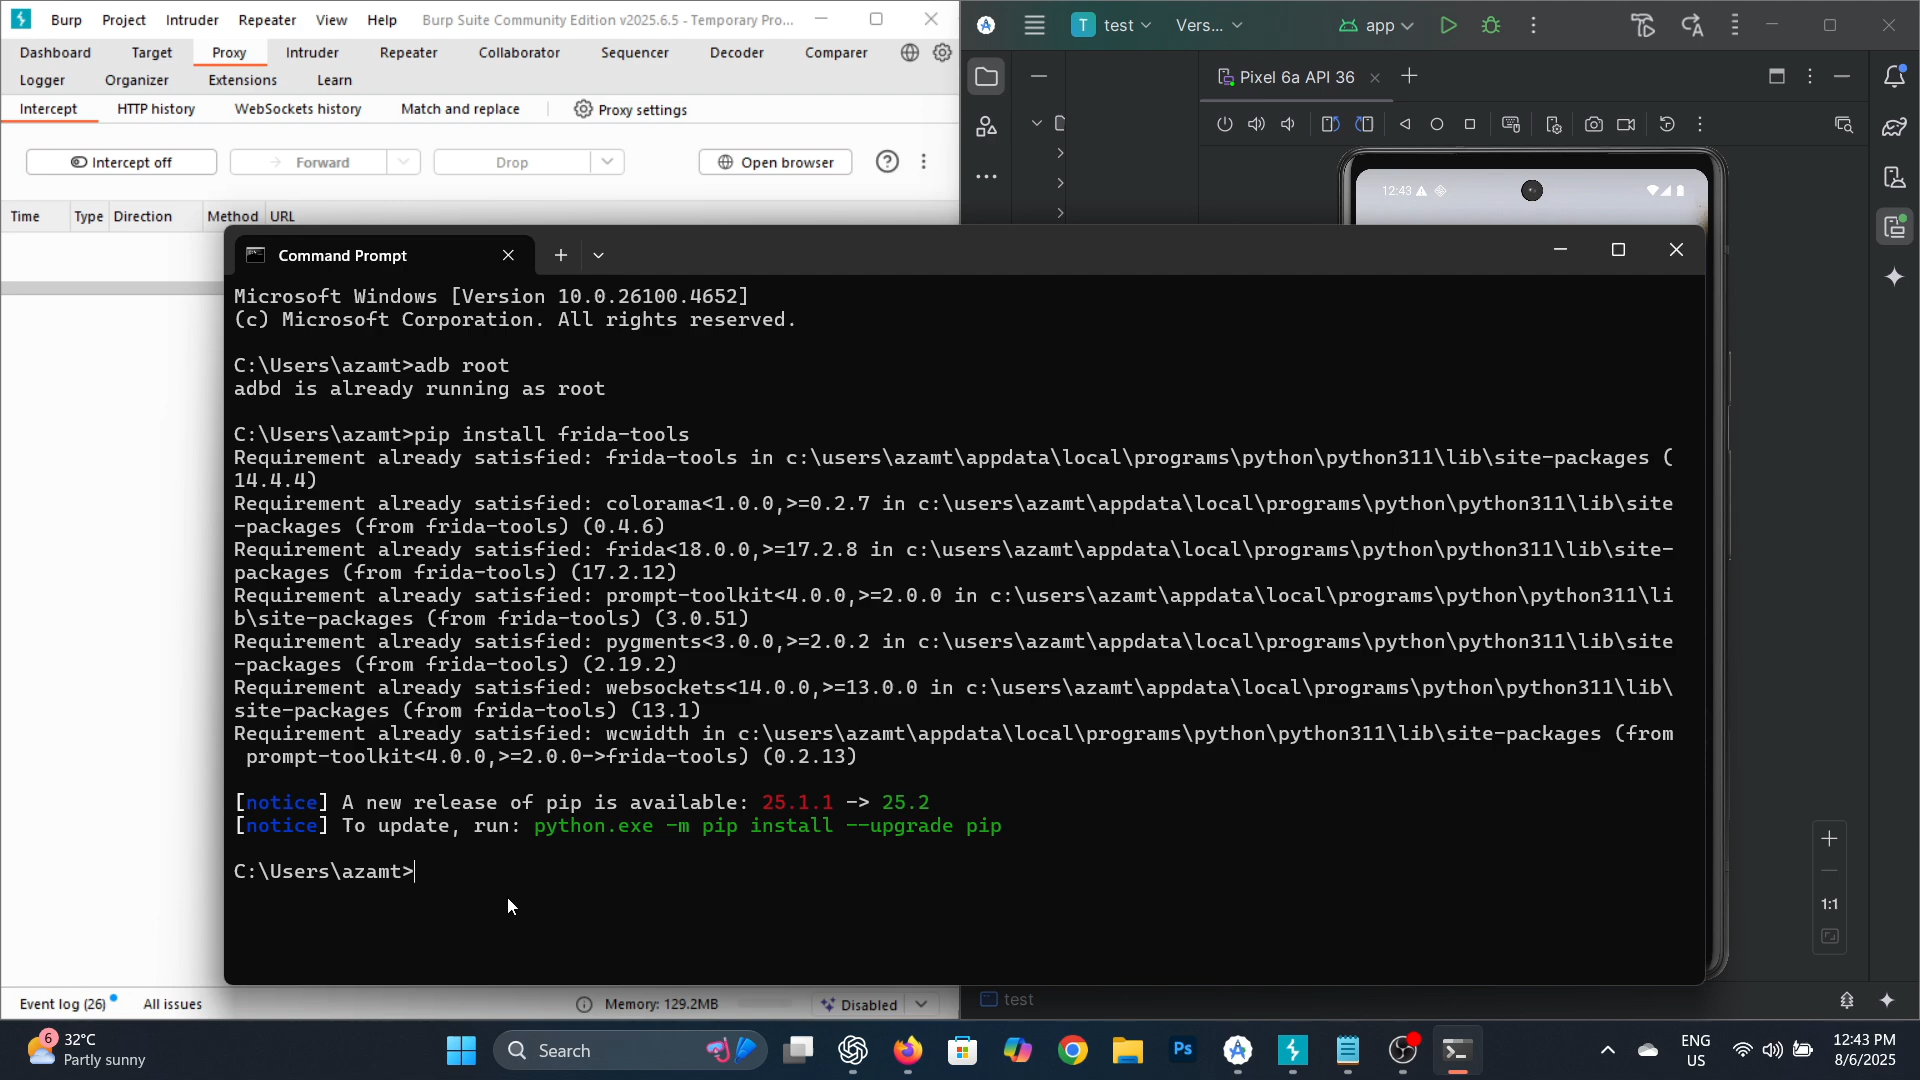 Burp Project Intruder Repeater View Help Burp Suite Community Edition v2025.6.5 - Temporary Pro...
Dashboard Target Proxy Intruder Repeater Collaborator Sequencer Decoder Comparer
Logger Organizer Extensions Learn
Intercept HTTP history WebSockets history Match and replace Proxy settings
Intercept off Forward Drop Open browser
Time Type Direction Method URL
T test Vers... app
Pixel 6a API 36
12:43
Command Prompt
Microsoft Windows [Version 10.0.26100.4652]
(c) Microsoft Corporation. All rights reserved.
C:\Users\azamt>adb root
adbd is already running as root
C:\Users\azamt>pip install frida-tools
Requirement already satisfied: frida-tools in c:\users\azamt\appdata\local\programs\python\python311\lib\site-packages (
14.4.4)
Requirement already satisfied: colorama<1.0.0,>=0.2.7 in c:\users\azamt\appdata\local\programs\python\python311\lib\site
-packages (from frida-tools) (0.4.6)
Requirement already satisfied: frida<18.0.0,>=17.2.8 in c:\users\azamt\appdata\local\programs\python\python311\lib\site-
packages (from frida-tools) (17.2.12)
Requirement already satisfied: prompt-toolkit<4.0.0,>=2.0.0 in c:\users\azamt\appdata\local\programs\python\python311\li
b\site-packages (from frida-tools) (3.0.51)
Requirement already satisfied: pygments<3.0.0,>=2.0.2 in c:\users\azamt\appdata\local\programs\python\python311\lib\site
-packages (from frida-tools) (2.19.2)
Requirement already satisfied: websockets<14.0.0,>=13.0.0 in c:\users\azamt\appdata\local\programs\python\python311\lib\
site-packages (from frida-tools) (13.1)
Requirement already satisfied: wcwidth in c:\users\azamt\appdata\local\programs\python\python311\lib\site-packages (from
prompt-toolkit<4.0.0,>=2.0.0->frida-tools) (0.2.13)
[notice] A new release of pip is available: 25.1.1 -> 25.2
[notice] To update, run: python.exe -m pip install --upgrade pip
C:\Users\azamt>
1:1
Event log (26) All issues Memory: 129.2MB Disabled
test
6 32°C
Partly sunny
Search
Ps
ENG
US
12:43 PM
8/6/2025